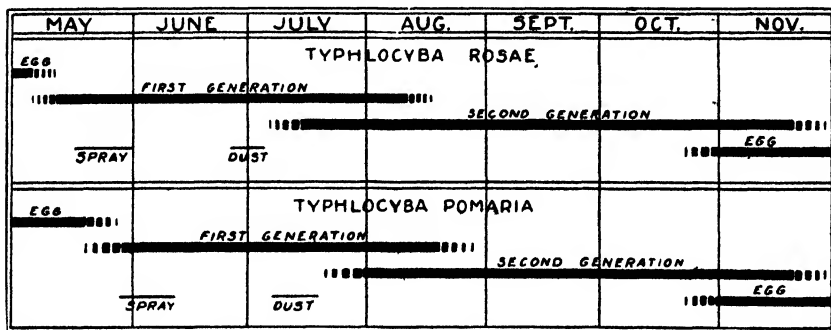 MAY JUNE JULY AUG. SEPT. OCT. NOV.
TYPHLOCYBA ROSAE
EGG
FIRST GENERATION
SECOND GENERATION
EGG
SPRAY DUST
TYPHLOCYBA POMARIA
EGG
FIRST GENERATION
SECOND GENERATION
EGG
SPRAY DUST